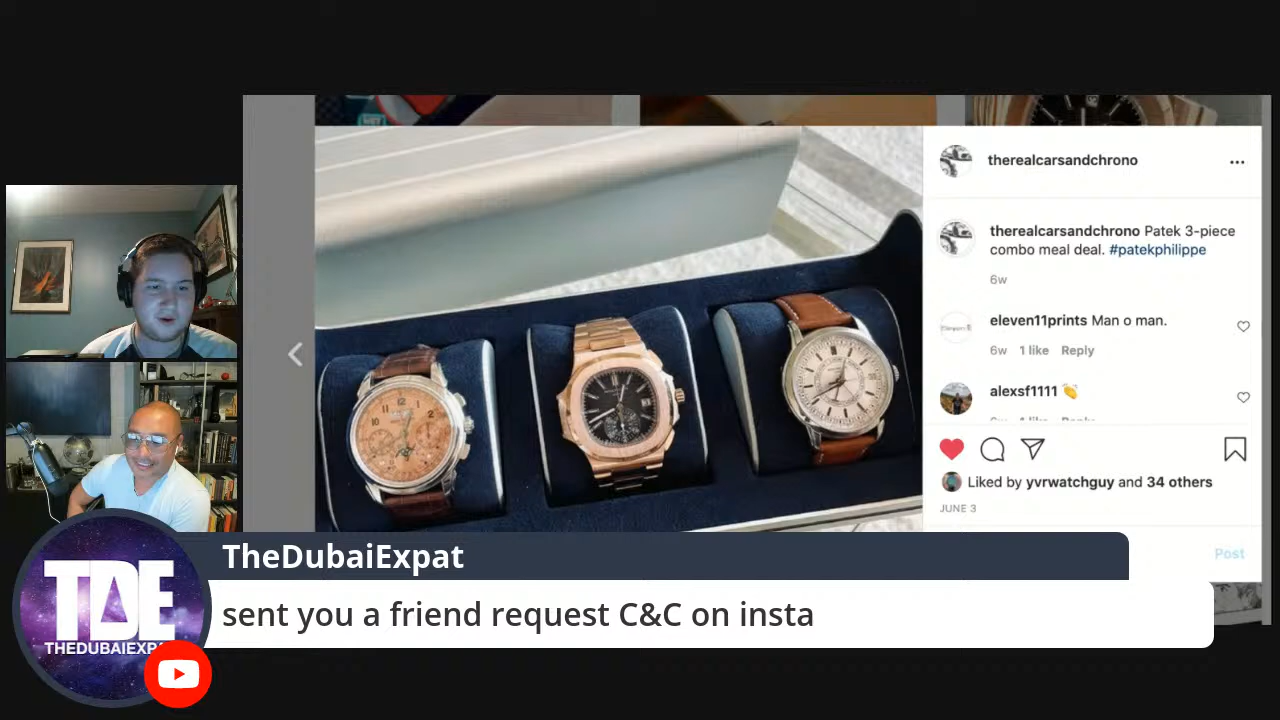 therealcarsandchrono
therealcarsandchrono Patek 3-piece
combo meal deal. #patekphilippe
6w
eleven11prints Man o man.
6w 1 like Reply
alexsf1111 👏
Liked by yvrwatchguy and 34 others
JUNE 3
Post
TheDubaiExpat
sent you a friend request C&C on insta
TDE
THEDUBAIEXPA